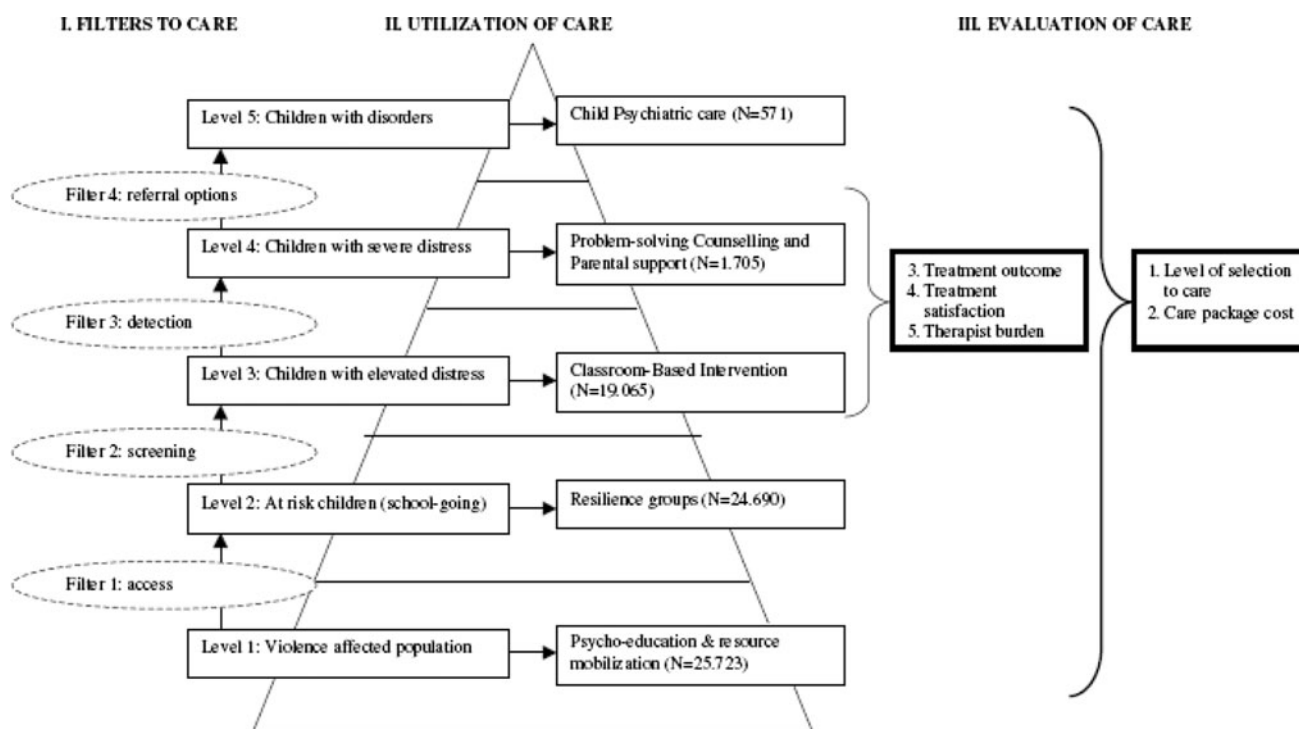 I. FILTERS TO CARE
II. UTILIZATION OF CARE
III. EVALUATION OF CARE
Level 5: Children with disorders
Child Psychiatric care (N=571)
Filter 4: referral options
Level 4: Children with severe distress
Problem-solving Counselling and
Parental support (N=1.705)
3. Treatment outcome
4. Treatment
satisfaction
5. Therapist burden
1. Level of selection
to care
2. Care package cost
Filter 3: detection
Level 3: Children with elevated distress
Classroom-Based Intervention
(N=19.065)
Filter 2: screening
Level 2: At risk children (school-going)
Resilience groups (N=24.690)
Filter 1: access
Level 1: Violence affected population
Psycho-education & resource
mobilization (N=25.723)